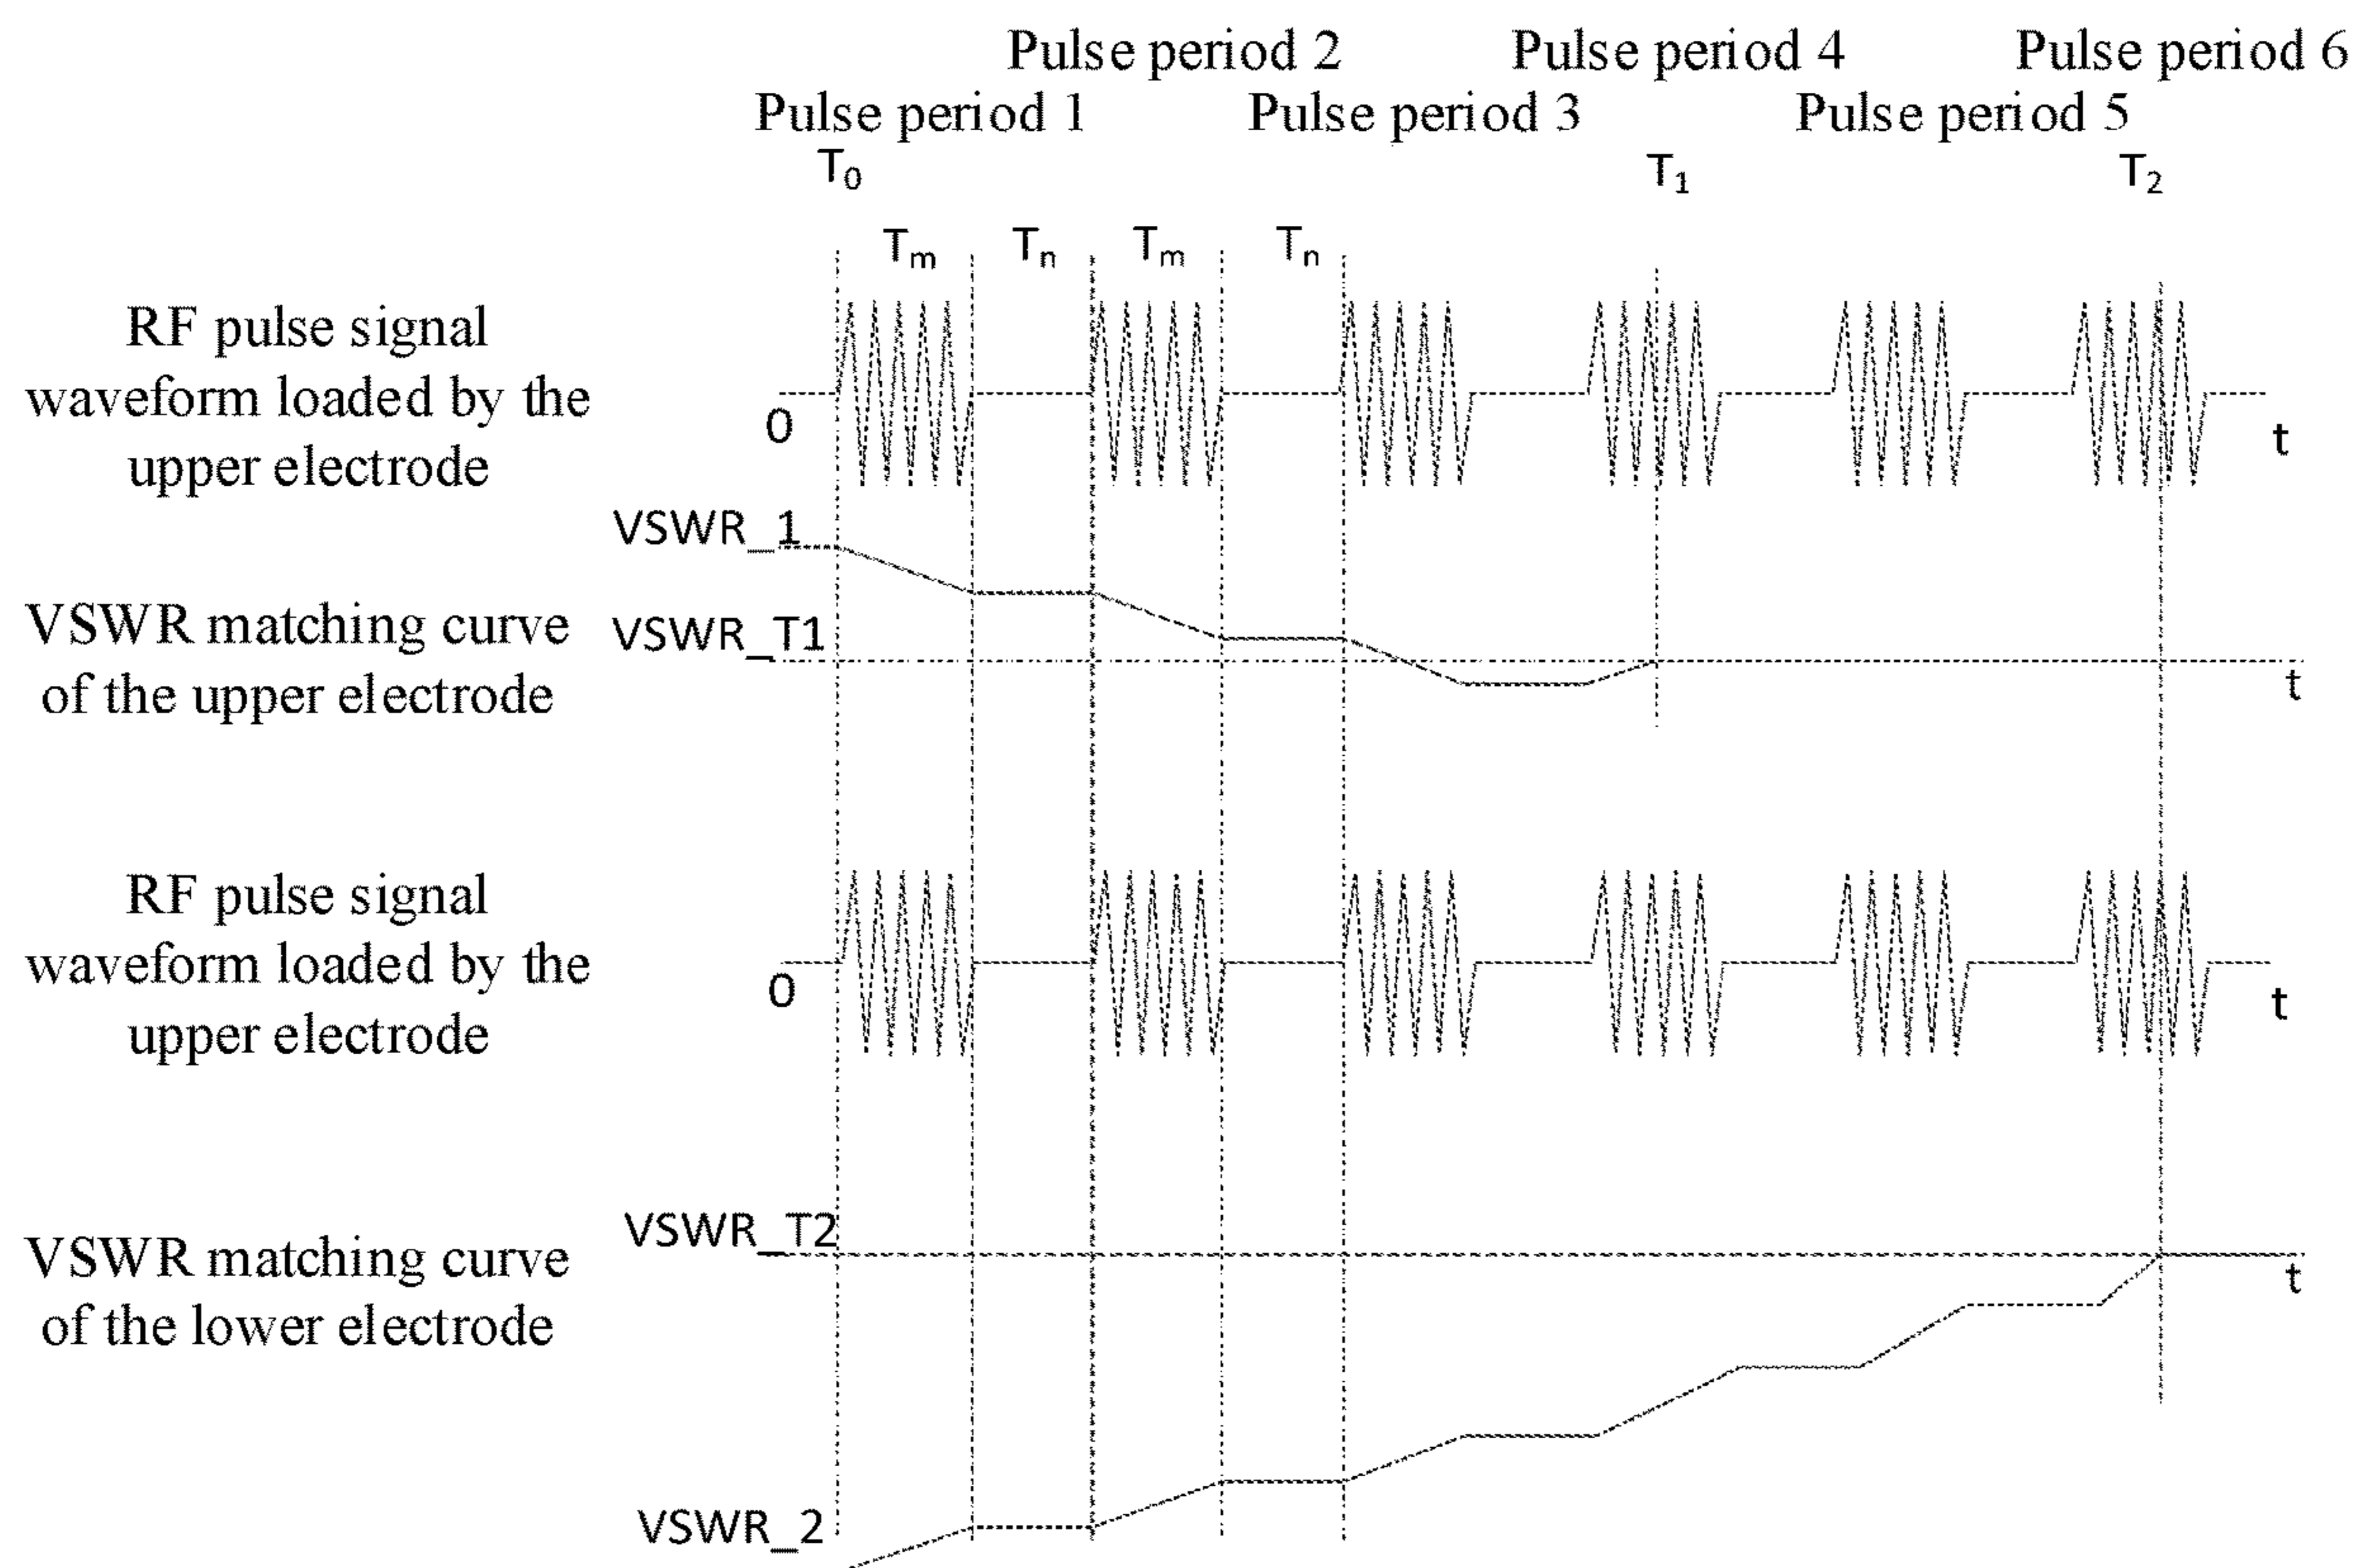 Pulse period 2 Pulse period 4 Pulse period 6
Pulse period 1 Pulse period 3 Pulse period 5
T0 T1 T2
Tm Tn Tm Tn
RF pulse signal
waveform loaded by the
upper electrode
0
t
VSWR_1
VSWR matching curve
of the upper electrode
VSWR_T1
t
RF pulse signal
waveform loaded by the
upper electrode
0
t
VSWR_T2
VSWR matching curve
of the lower electrode
t
VSWR_2